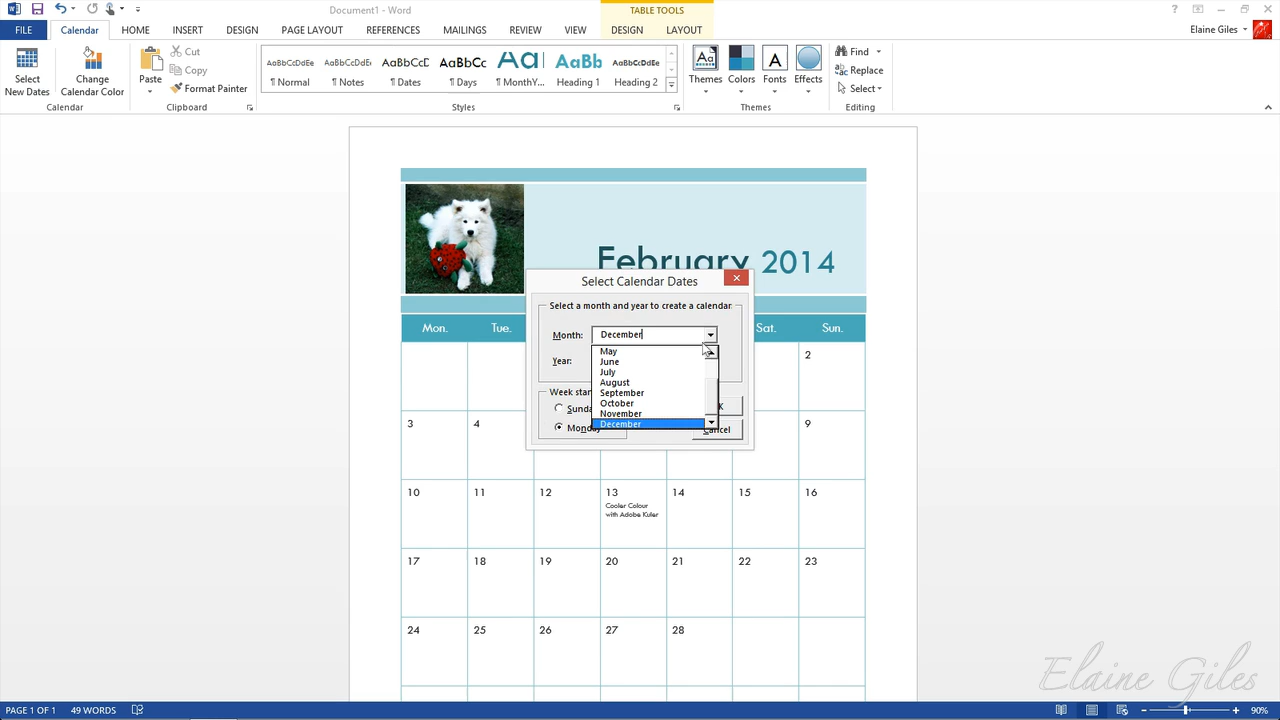 Document1 - Word
TABLE TOOLS
?
FILE
Calendar
HOME
INSERT
DESIGN
PAGE LAYOUT
REFERENCES
MAILINGS
REVIEW
VIEW
DESIGN
LAYOUT
Elaine Giles
Select
New Dates
Change
Calendar Color
Calendar
Paste
Cut
Copy
Format Painter
Clipboard
AaBbCcDdEe
¶ Normal
AaBbCcDdEe
¶ Notes
AaBbCcD
¶ Dates
AaBbCc
¶ Days
Aa
¶ MonthY...
AaBb
Heading 1
AaBbCcDdEe
Heading 2
Styles
Themes
Colors
Fonts
Effects
Themes
Find
Replace
Select
Editing
February 2014
Select Calendar Dates
Select a month and year to create a calendar
Month: December
Year:
May
June
July
August
September
October
November
December
Cancel
Mon. Tue. Sat. Sun.
2
3 4 9
10 11 12 13 14 15 16
Cooler Colour
with Adobe Kuler
17 18 19 20 21 22 23
24 25 26 27 28
Elaine Giles
PAGE 1 OF 1 49 WORDS 90%